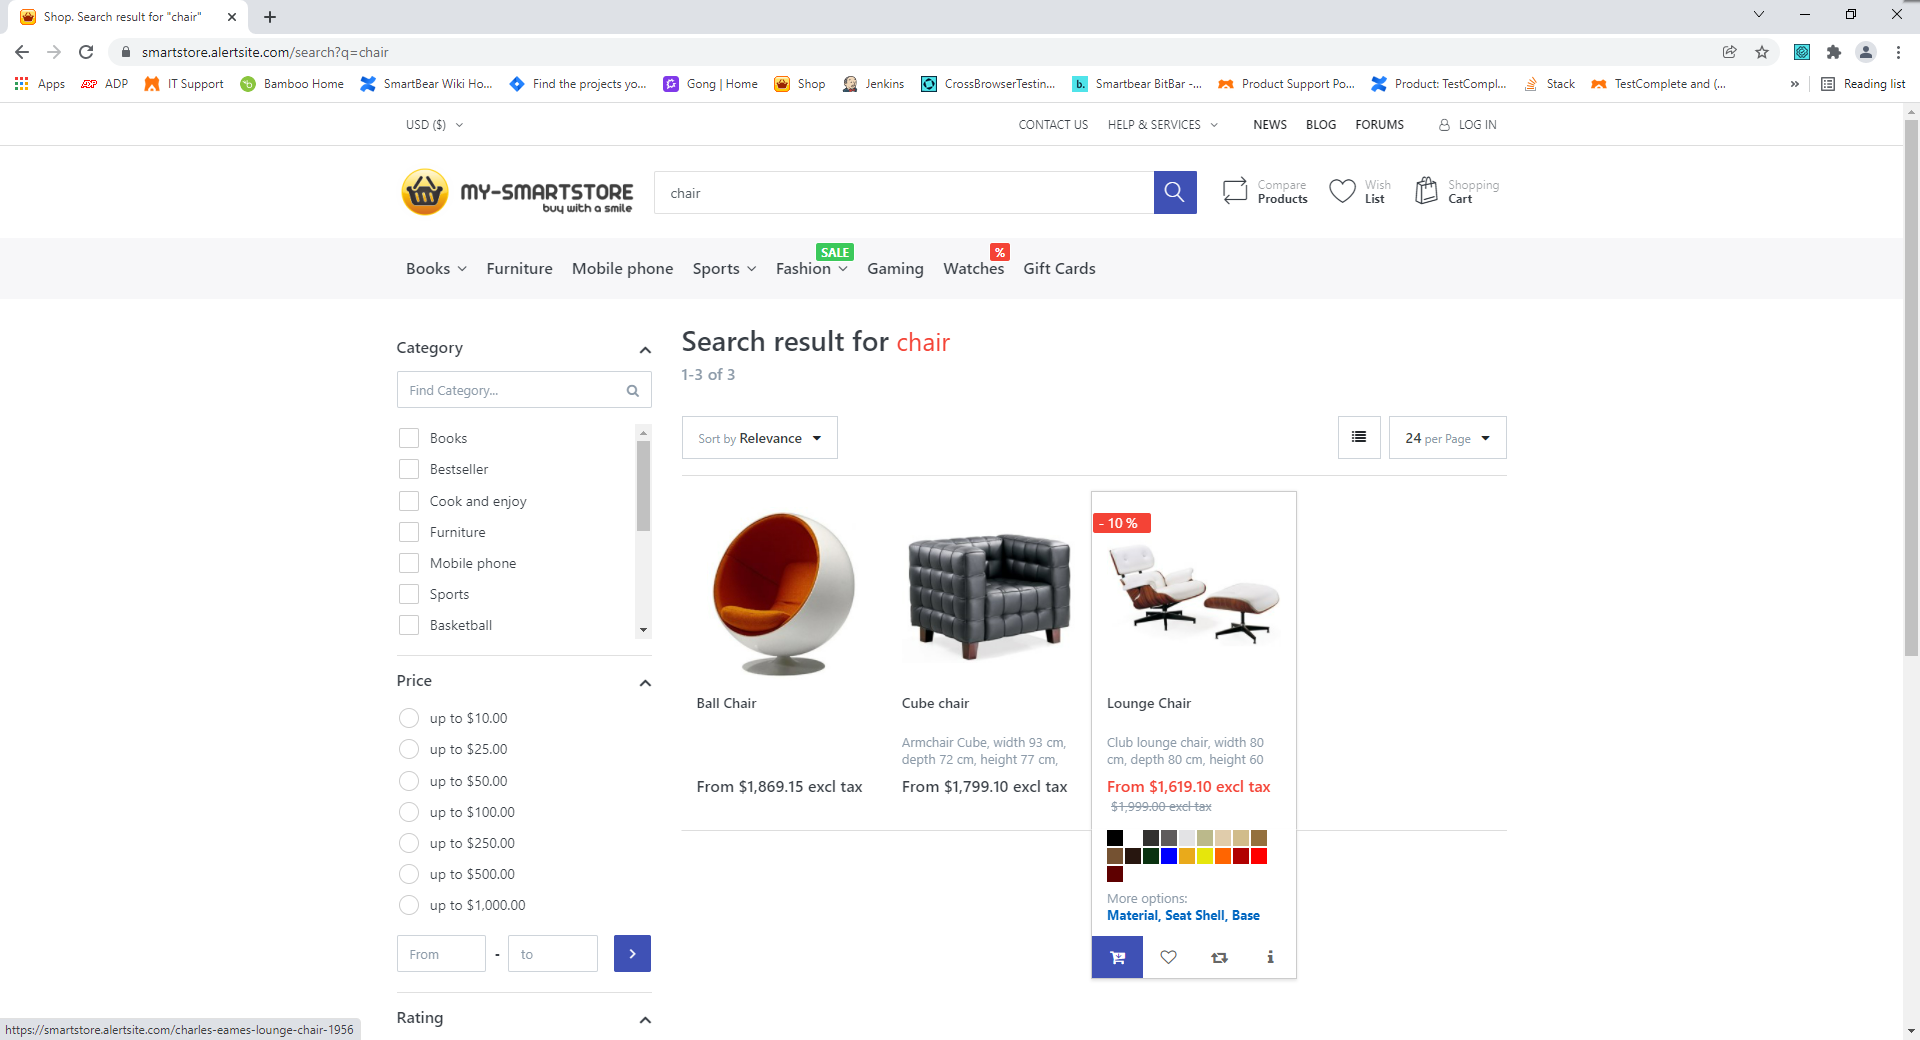 Shop. Search result for "chair"
smartstore.alertsite.com/search?q=chair
Apps
ADP
IT Support
Bamboo Home
SmartBear Wiki Ho...
Find the projects yo...
Gong | Home
Shop
Jenkins
CrossBrowserTestin...
b. Smartbear BitBar -...
Product Support Po...
Product: TestCompl...
Stack
TestComplete and (...
»
Reading list
USD ($)
CONTACT US
HELP & SERVICES
NEWS
BLOG
FORUMS
LOG IN
MY-SMARTSTORE
buy with a smile
chair
Compare
Products
Wish
List
Shopping
Cart
SALE
%
Books
Furniture
Mobile phone
Sports
Fashion
Gaming
Watches
Gift Cards
Category
Find Category...
Books
Bestseller
Cook and enjoy
Furniture
Mobile phone
Sports
Basketball
Price
up to $10.00
up to $25.00
up to $50.00
up to $100.00
up to $250.00
up to $500.00
up to $1,000.00
From - to
Rating
Search result for chair
1-3 of 3
Sort by Relevance
24 per Page
Ball Chair
From $1,869.15 excl tax
Cube chair
Armchair Cube, width 93 cm,
depth 72 cm, height 77 cm,
From $1,799.10 excl tax
- 10 %
Lounge Chair
Club lounge chair, width 80
cm, depth 80 cm, height 60
From $1,619.10 excl tax
$1,999.00 excl tax
More options:
Material, Seat Shell, Base
https://smartstore.alertsite.com/charles-eames-lounge-chair-1956